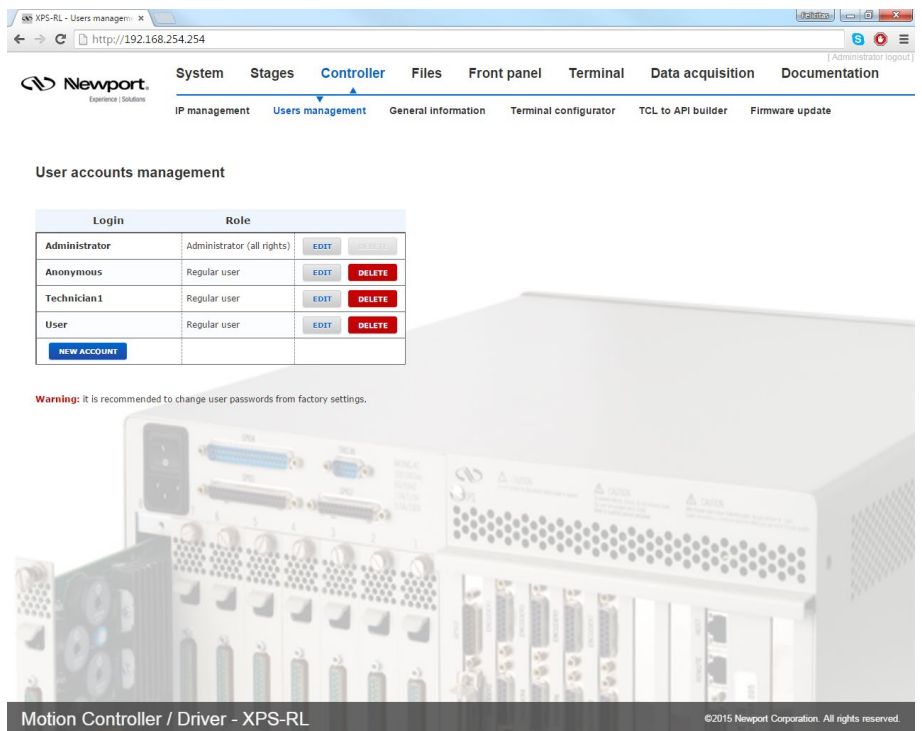 XPS-RL - Users managem
http://192.168.254.254
[ Administrator logout ]
Newport.
Experience | Solutions
System Stages Controller Files Front panel Terminal Data acquisition Documentation
IP management Users management General information Terminal configurator TCL to API builder Firmware update
User accounts management
Login Role
Administrator Administrator (all rights) EDIT DELETE
Anonymous Regular user EDIT DELETE
Technician1 Regular user EDIT DELETE
User Regular user EDIT DELETE
NEW ACCOUNT
Warning: it is recommended to change user passwords from factory settings.
CAUTION
CAUTION
CAUTION
Motion Controller / Driver - XPS-RL
©2015 Newport Corporation. All rights reserved.